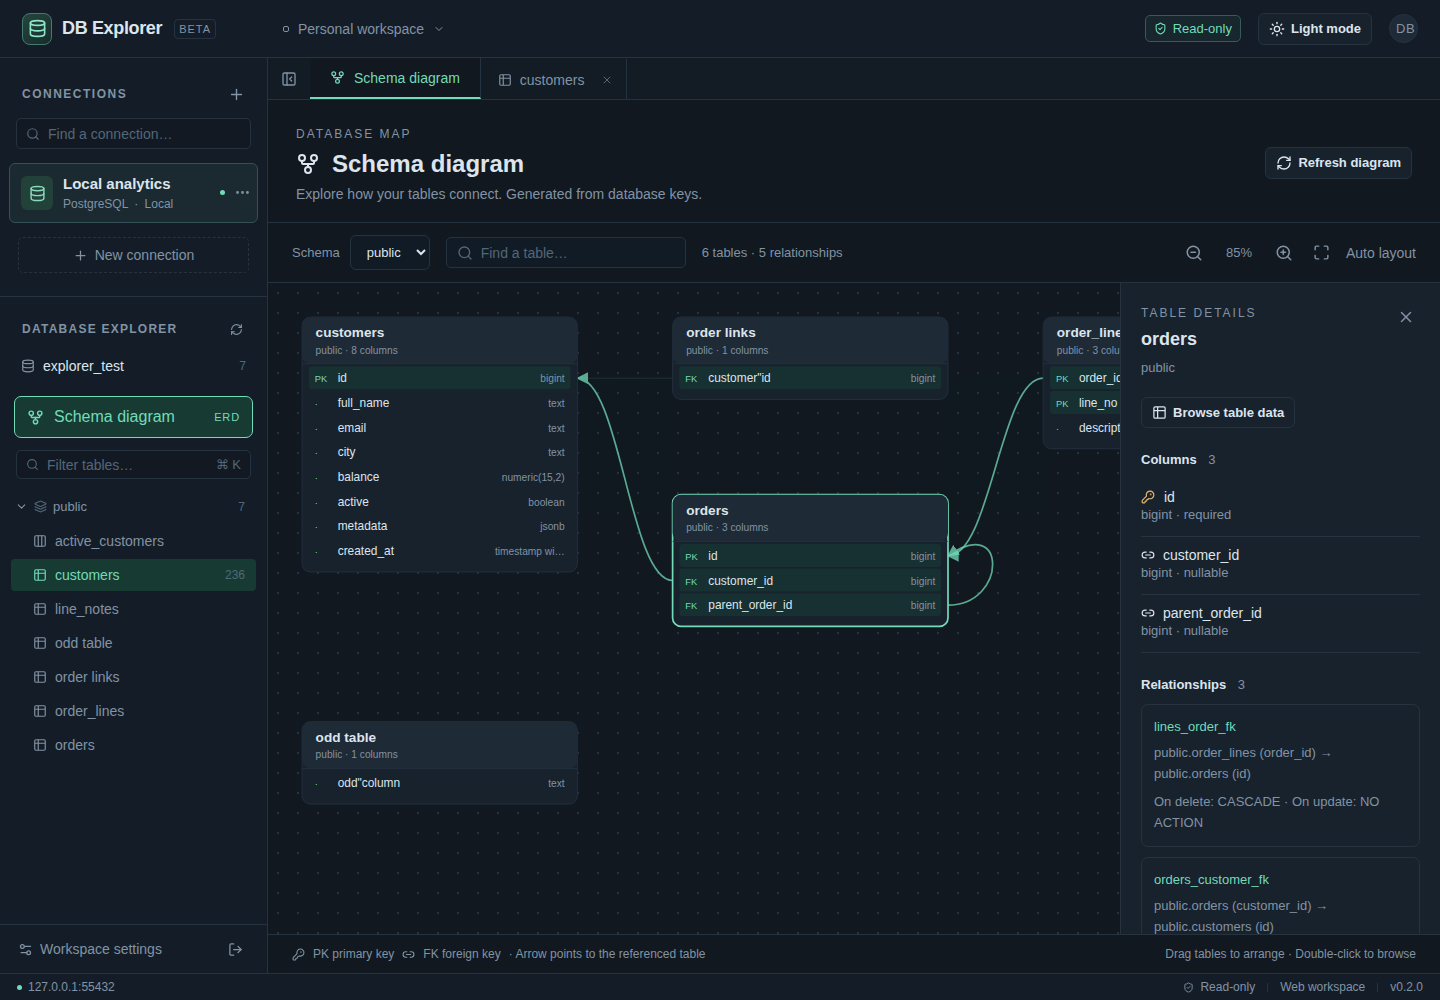 DB Explorer BETA
Personal workspace
Read-only
Light mode
DB
CONNECTIONS
Find a connection…
Local analytics
PostgreSQL · Local
New connection
DATABASE EXPLORER
explorer_test 7
Schema diagram ERD
Filter tables… ⌘ K
public 7
active_customers
customers 236
line_notes
odd table
order links
order_lines
orders
Workspace settings
Schema diagram
customers
DATABASE MAP
Schema diagram
Explore how your tables connect. Generated from database keys.
Refresh diagram
Schema public
Find a table…
6 tables · 5 relationships
85%
Auto layout
customers
public · 8 columns
PK id bigint
· full_name text
· email text
· city text
· balance numeric(15,2)
· active boolean
· metadata jsonb
· created_at timestamp wi…
order links
public · 1 columns
FK customer"id bigint
order_line
public · 3 colu
PK order_id
PK line_no
· descript
orders
public · 3 columns
PK id bigint
FK customer_id bigint
FK parent_order_id bigint
odd table
public · 1 columns
· odd"column text
TABLE DETAILS
orders
public
Browse table data
Columns 3
id
bigint · required
customer_id
bigint · nullable
parent_order_id
bigint · nullable
Relationships 3
lines_order_fk
public.order_lines (order_id) →
public.orders (id)
On delete: CASCADE · On update: NO
ACTION
orders_customer_fk
public.orders (customer_id) →
public.customers (id)
PK primary key FK foreign key · Arrow points to the referenced table
Drag tables to arrange · Double-click to browse
127.0.0.1:55432
Read-only
Web workspace
v0.2.0